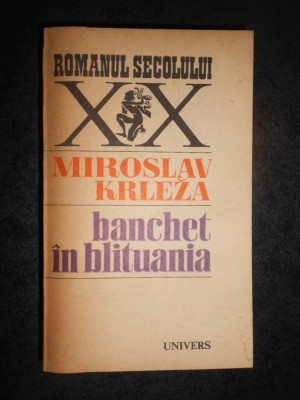 ROMANUL SECOLULUI
XX
MIROSLAV
KRLEŽA
banchet
în blituania
UNIVERS